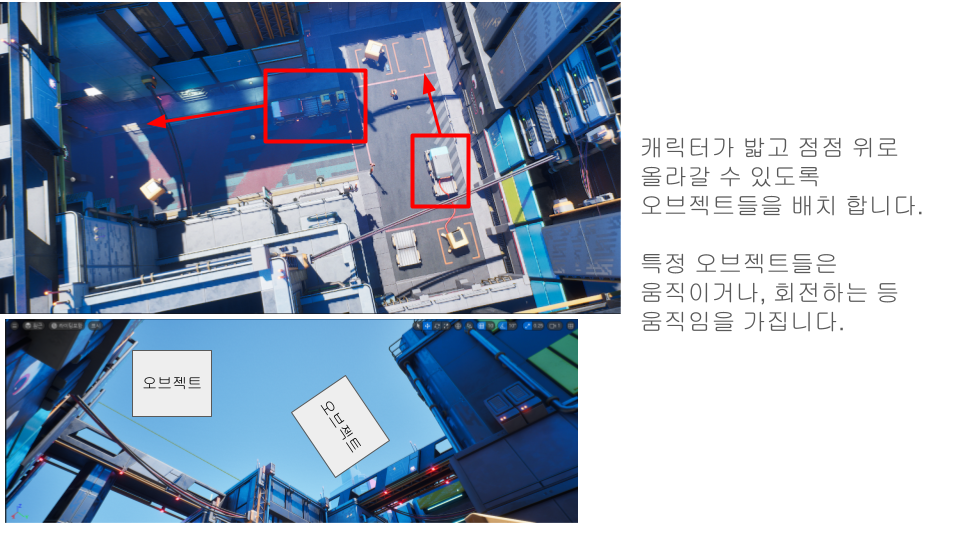 캐릭터가 밟고 점점 위로
올라갈 수 있도록
오브젝트들을 배치 합니다.
특정 오브젝트들은
움직이거나, 회전하는 등
움직임을 가집니다.
오브젝트
오브젝트